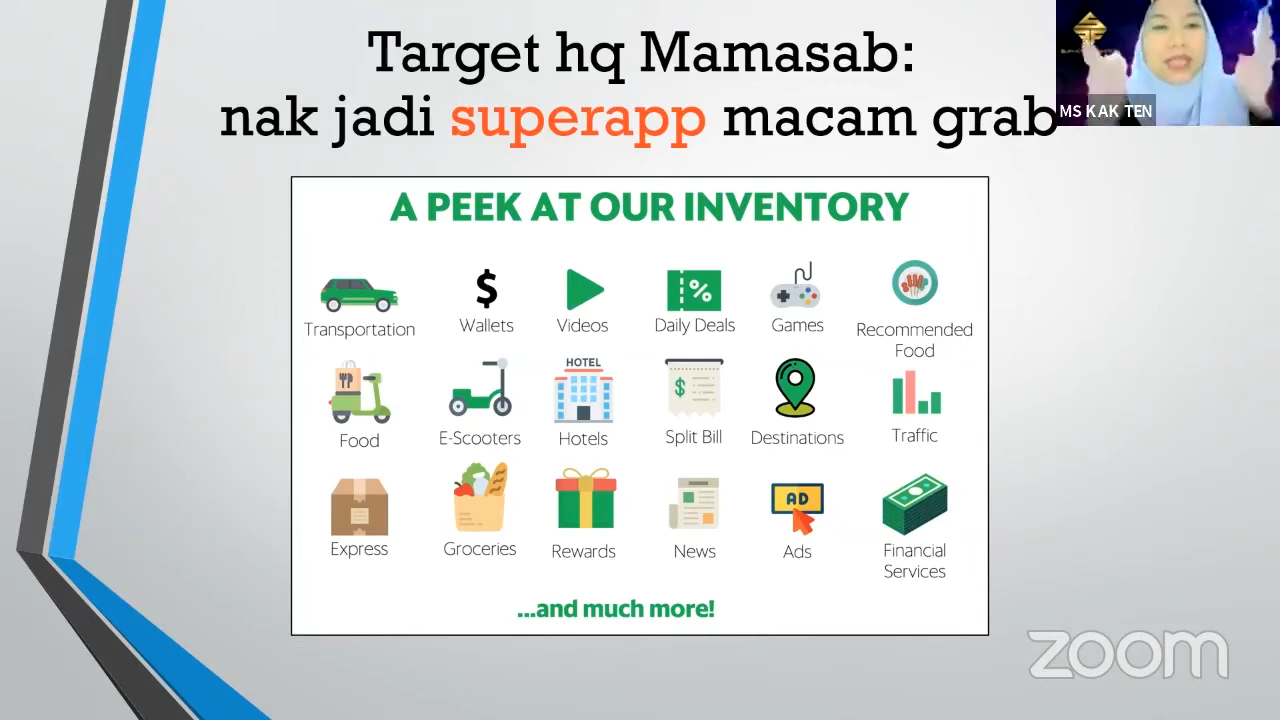 Target hq Mamasab:
nak jadi superapp macam grab
MS KAK TEN
A PEEK AT OUR INVENTORY
$
%
Transportation
Wallets
Videos
Daily Deals
Games
Recommended
Food
HOTEL
$
Food
E-Scooters
Hotels
Split Bill
Destinations
Traffic
AD
Express
Groceries
Rewards
News
Ads
Financial
Services
...and much more!
zoom